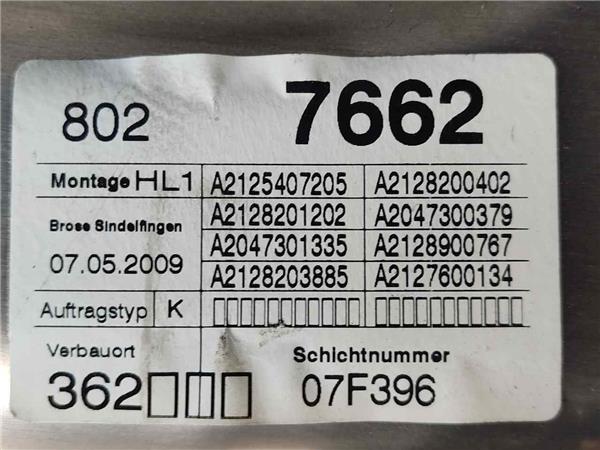 802 7662
Montage HL1 A2125407205 A2128200402
A2128201202 A2047300379
Brose Sindelfingen
A2047301335 A2128900767
07.05.2009
A2128203885 A2127600134
Auftragstyp K
Verbauort Schichtnummer
362 07F396